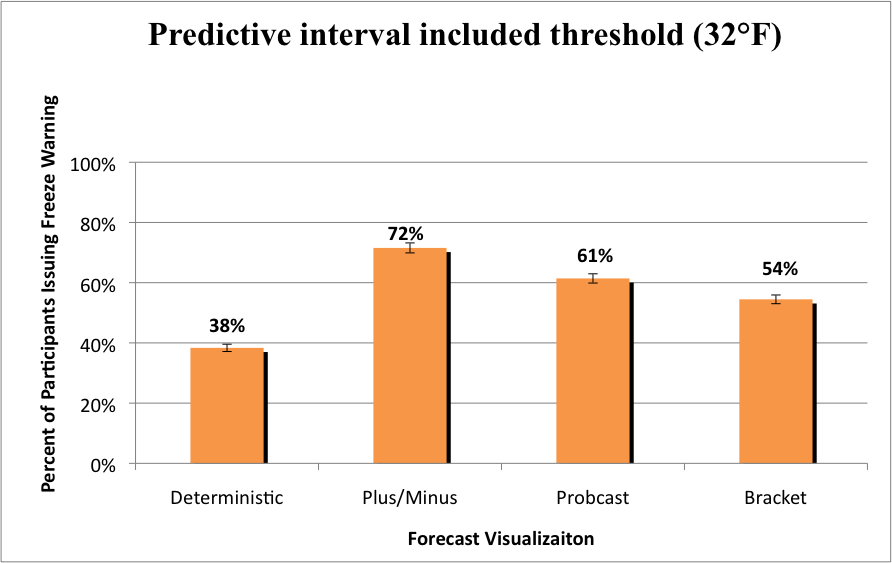 Predictive interval included threshold (32°F)
Percent of Participants Issuing Freeze Warning
100%
80%
60%
40%
20%
0%
38%
72%
61%
54%
Deterministic
Plus/Minus
Probcast
Bracket
Forecast Visualizaiton